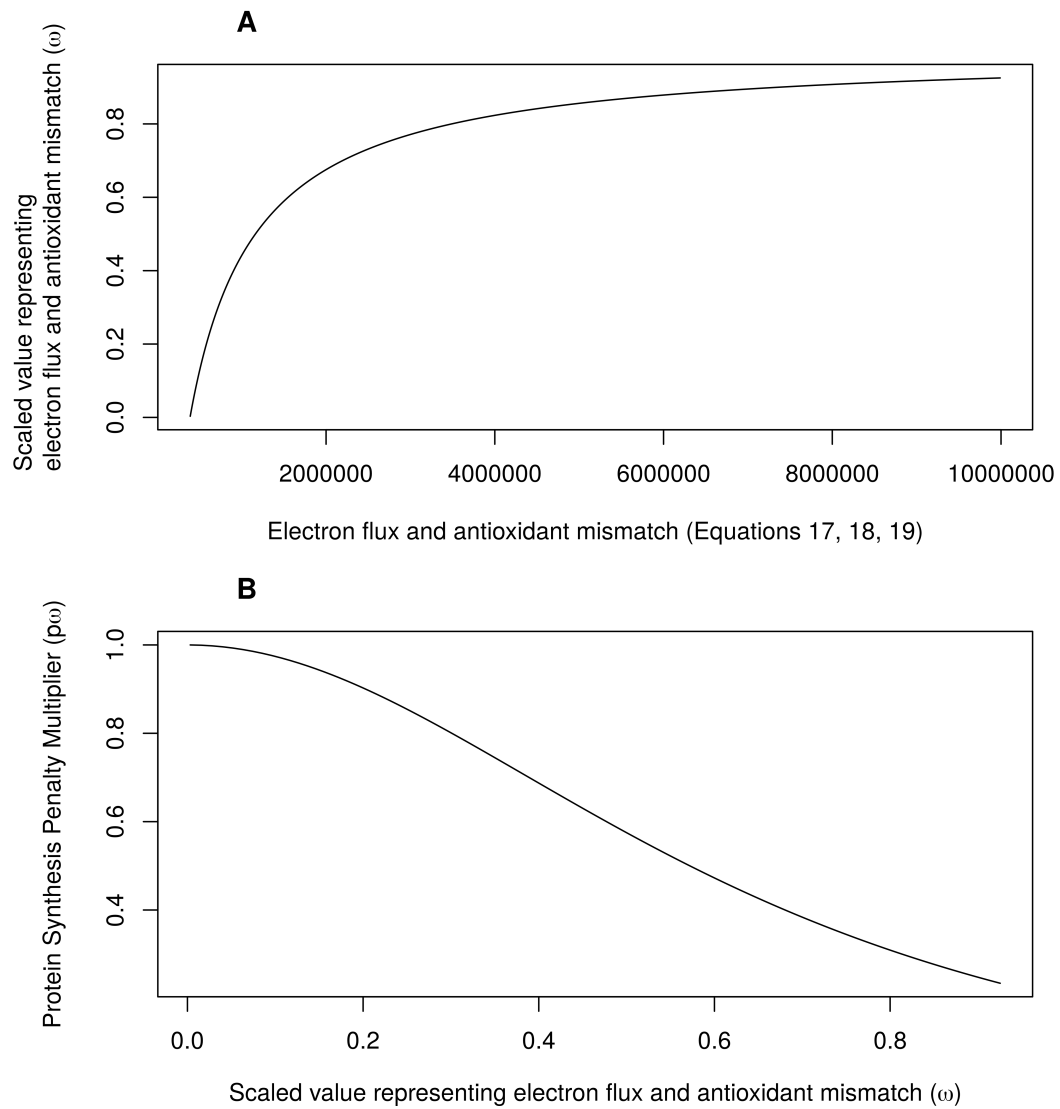 A
Scaled value representing
electron flux and antioxidant mismatch (ω)
0.8
0.6
0.4
0.2
0.0
2000000 4000000 6000000 8000000 10000000
Electron flux and antioxidant mismatch (Equations 17, 18, 19)
B
Protein Synthesis Penalty Multiplier (pω)
1.0
0.8
0.6
0.4
0.0 0.2 0.4 0.6 0.8
Scaled value representing electron flux and antioxidant mismatch (ω)